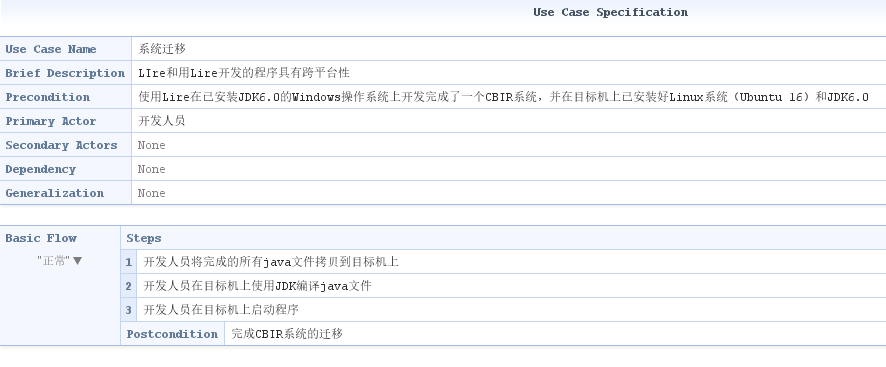 Use Case Specification
Use Case Name 系统迁移
Brief Description LIre和用Lire开发的程序具有跨平台性
Precondition 使用Lire在已安装JDK6.0的Windows操作系统上开发完成了一个CBIR系统，并在目标机上已安装好Linux系统（Ubuntu 16）和JDK6.0
Primary Actor 开发人员
Secondary Actors None
Dependency None
Generalization None
Basic Flow Steps
"正常"▼
1 开发人员将完成的所有java文件拷贝到目标机上
2 开发人员在目标机上使用JDK编译java文件
3 开发人员在目标机上启动程序
Postcondition 完成CBIR系统的迁移